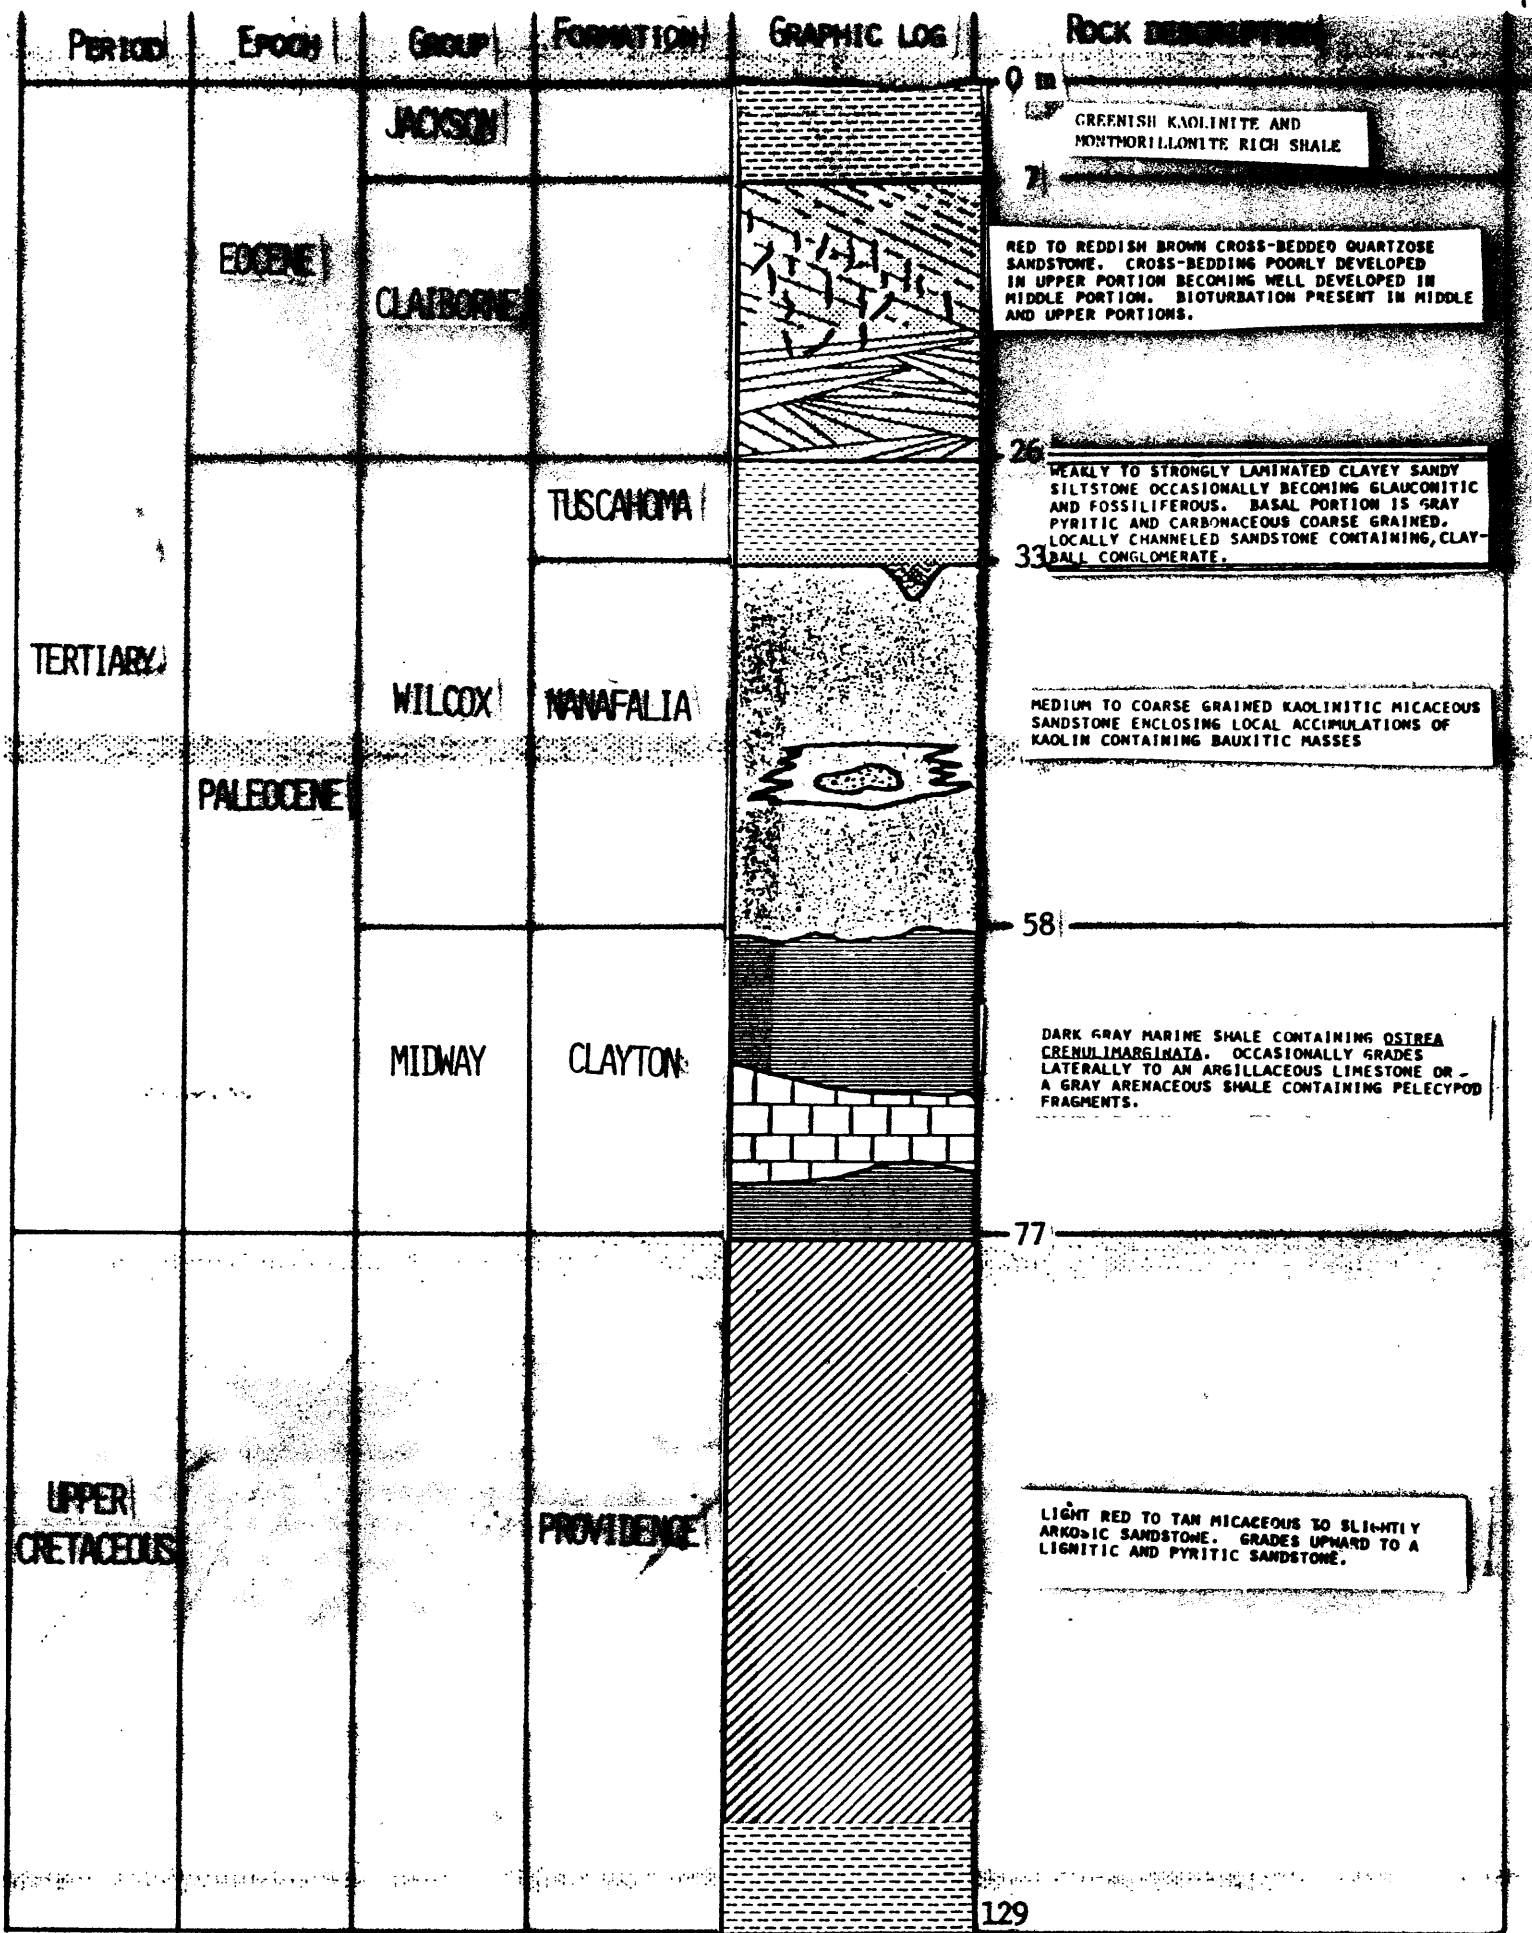 PERIOD EPOCH GROUP FORMATION GRAPHIC LOG ROCK DESCRIPTION
0 m
JACKSON
GREENISH KAOLINITE AND
MONTMORILLONITE RICH SHALE
7
EOCENE
CLAIBORNE
RED TO REDDISH BROWN CROSS-BEDDED QUARTZOSE
SANDSTONE. CROSS-BEDDING POORLY DEVELOPED
IN UPPER PORTION BECOMING WELL DEVELOPED IN
MIDDLE PORTION. BIOTURBATION PRESENT IN MIDDLE
AND UPPER PORTIONS.
26
TUSCAHOMA
WEAKLY TO STRONGLY LAMINATED CLAYEY SANDY
SILTSTONE OCCASIONALLY BECOMING GLAUCONITIC
AND FOSSILIFEROUS. BASAL PORTION IS GRAY
PYRITIC AND CARBONACEOUS COARSE GRAINED.
LOCALLY CHANNELED SANDSTONE CONTAINING, CLAY-
BALL CONGLOMERATE.
33
TERTIARY
WILCOX
NANAFALIA
MEDIUM TO COARSE GRAINED KAOLINITIC MICACEOUS
SANDSTONE ENCLOSING LOCAL ACCIMULATIONS OF
KAOLIN CONTAINING BAUXITIC MASSES
PALEOCENE
58
MIDWAY
CLAYTON
DARK GRAY MARINE SHALE CONTAINING OSTREA
CRENULIMARGINATA. OCCASIONALLY GRADES
LATERALLY TO AN ARGILLACEOUS LIMESTONE OR -
A GRAY ARENACEOUS SHALE CONTAINING PELECYPOD
FRAGMENTS.
77
UPPER
CRETACEOUS
PROVIDENCE
LIGHT RED TO TAN MICACEOUS TO SLIGHTLY
ARKOSIC SANDSTONE. GRADES UPWARD TO A
LIGNITIC AND PYRITIC SANDSTONE.
129